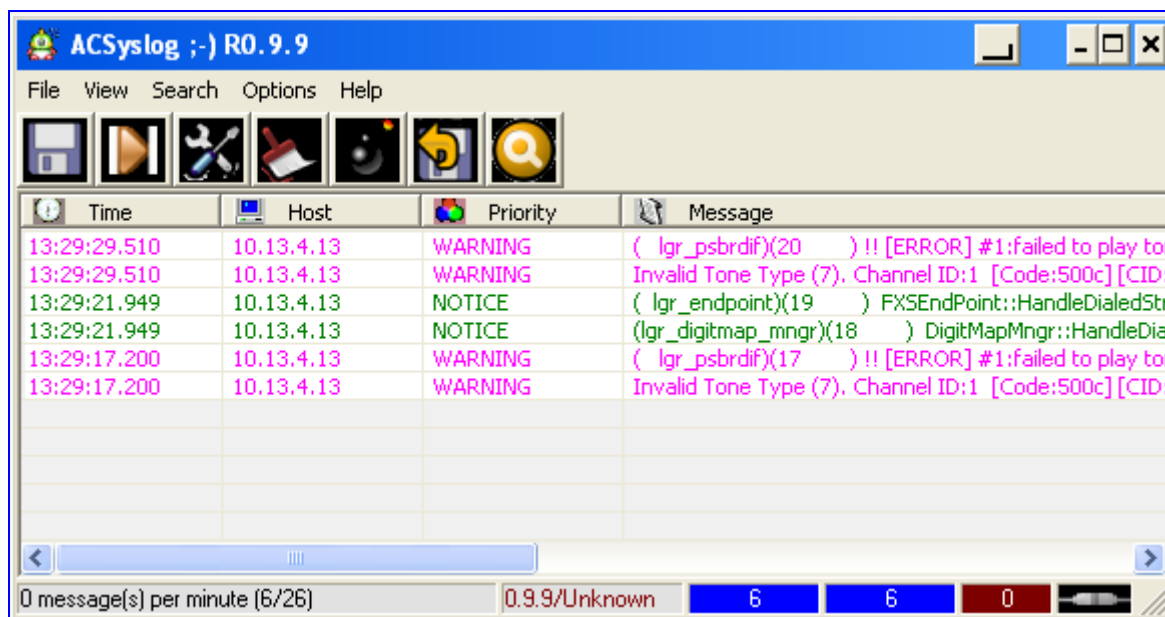 ACSyslog ;-) R0.9.9
File View Search Options Help
Time Host Priority Message
13:29:29.510 10.13.4.13 WARNING ( lgr_psbrdif)(20 ) !! [ERROR] #1:failed to play to
13:29:29.510 10.13.4.13 WARNING Invalid Tone Type (7). Channel ID:1 [Code:500c] [CID:
13:29:21.949 10.13.4.13 NOTICE ( lgr_endpoint)(19 ) FXSEndPoint::HandleDialedStr
13:29:21.949 10.13.4.13 NOTICE (lgr_digitmap_mngr)(18 ) DigitMapMngr::HandleDia
13:29:17.200 10.13.4.13 WARNING ( lgr_psbrdif)(17 ) !! [ERROR] #1:failed to play to
13:29:17.200 10.13.4.13 WARNING Invalid Tone Type (7). Channel ID:1 [Code:500c] [CID:
0 message(s) per minute (6/26) 0.9.9/Unknown 6 6 0